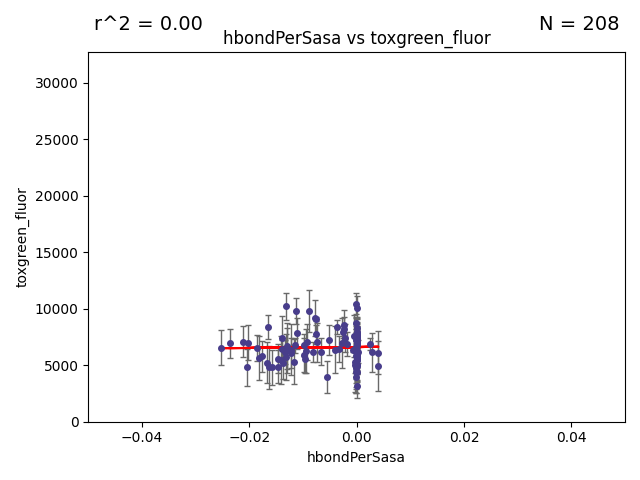 r^2 = 0.00
N = 208
hbondPerSasa vs toxgreen_fluor
30000
25000
20000
15000
10000
5000
0
toxgreen_fluor
−0.04
−0.02
0.00
0.02
0.04
hbondPerSasa